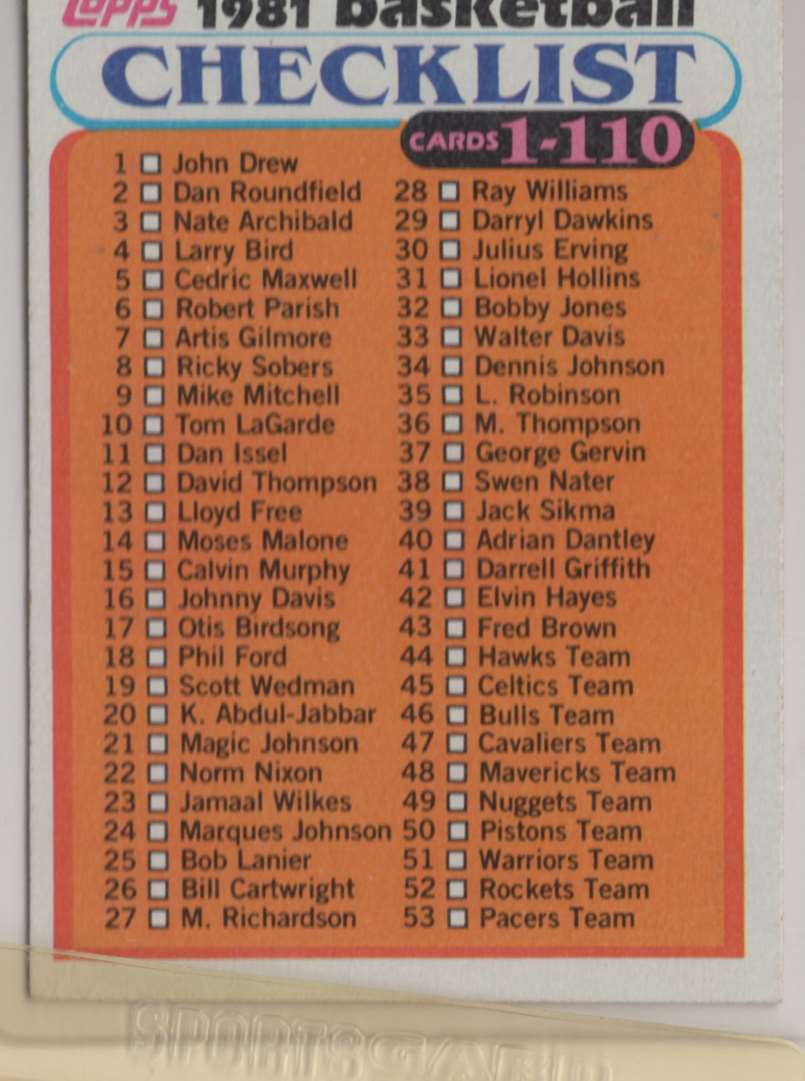 topps 1981 basketball
CHECKLIST
CARDS 1-110
1 John Drew
2 Dan Roundfield
3 Nate Archibald
4 Larry Bird
5 Cedric Maxwell
6 Robert Parish
7 Artis Gilmore
8 Ricky Sobers
9 Mike Mitchell
10 Tom LaGarde
11 Dan Issel
12 David Thompson
13 Lloyd Free
14 Moses Malone
15 Calvin Murphy
16 Johnny Davis
17 Otis Birdsong
18 Phil Ford
19 Scott Wedman
20 K. Abdul-Jabbar
21 Magic Johnson
22 Norm Nixon
23 Jamaal Wilkes
24 Marques Johnson
25 Bob Lanier
26 Bill Cartwright
27 M. Richardson
28 Ray Williams
29 Darryl Dawkins
30 Julius Erving
31 Lionel Hollins
32 Bobby Jones
33 Walter Davis
34 Dennis Johnson
35 L. Robinson
36 M. Thompson
37 George Gervin
38 Swen Nater
39 Jack Sikma
40 Adrian Dantley
41 Darrell Griffith
42 Elvin Hayes
43 Fred Brown
44 Hawks Team
45 Celtics Team
46 Bulls Team
47 Cavaliers Team
48 Mavericks Team
49 Nuggets Team
50 Pistons Team
51 Warriors Team
52 Rockets Team
53 Pacers Team
SPORTS